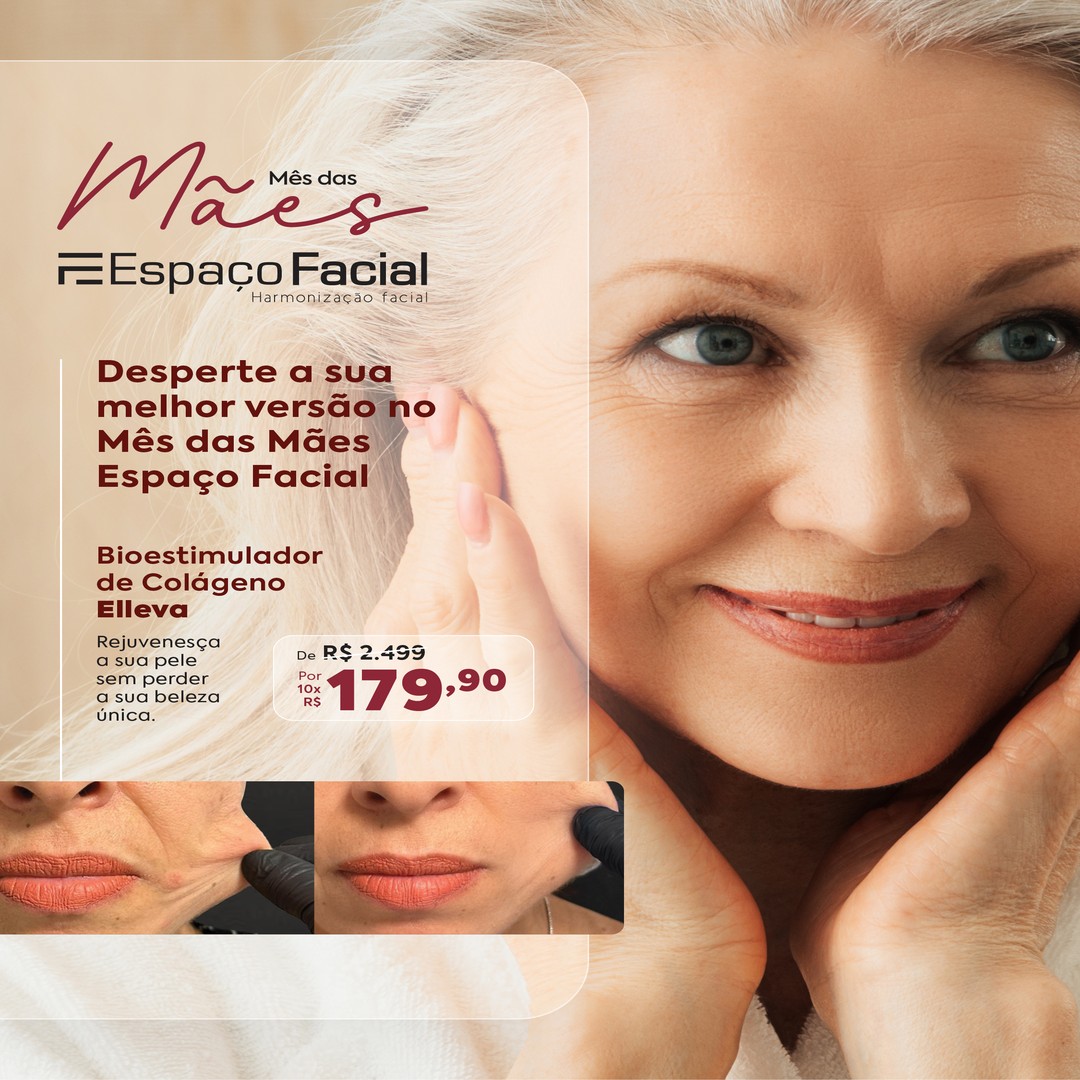 Mês das
Mães
Espaço Facial
Harmonização facial
Desperte a sua
melhor versão no
Mês das Mães
Espaço Facial
Bioestimulador
de Colágeno
Elleva
Rejuvenesça
a sua pele
sem perder
a sua beleza
única.
De R$ 2.499
Por
10x
R$ 179,90